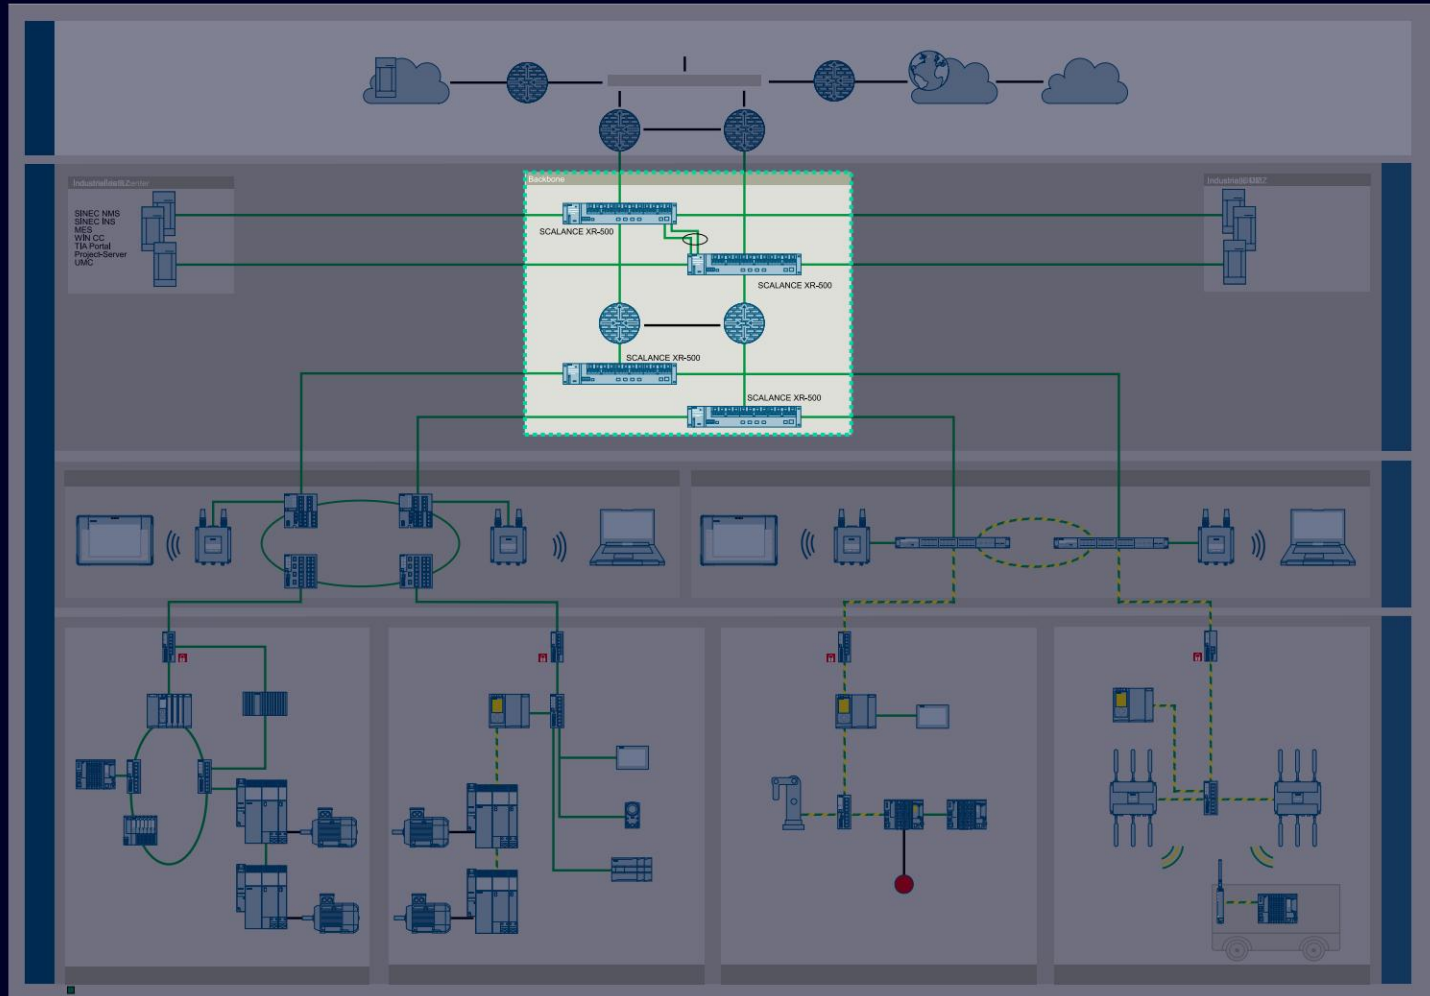 Backbone
SINEC NMS
SINEC INS
MES
WIN CC
TIA Portal
Project-Server
UMC
SCALANCE XR-500
SCALANCE XR-500
SCALANCE XR-500
SCALANCE XR-500